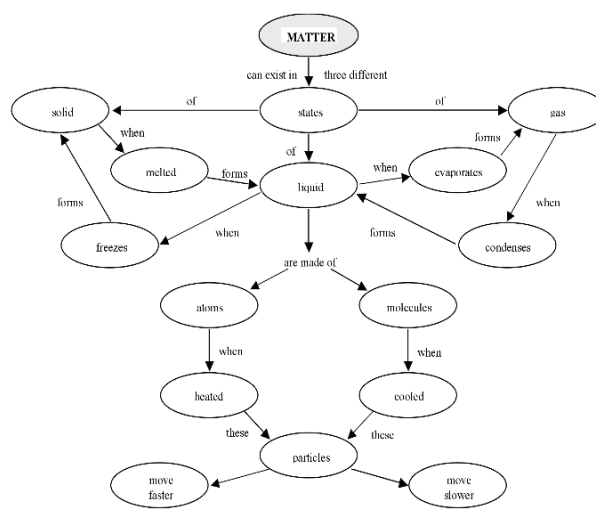 MATTER
can exist in three different
solid of states of gas
when
forms
melted forms of when evaporates
liquid
forms when when
freezes forms condenses
are made of
atoms molecules
when when
heated cooled
these these
particles
move
faster
move
slower